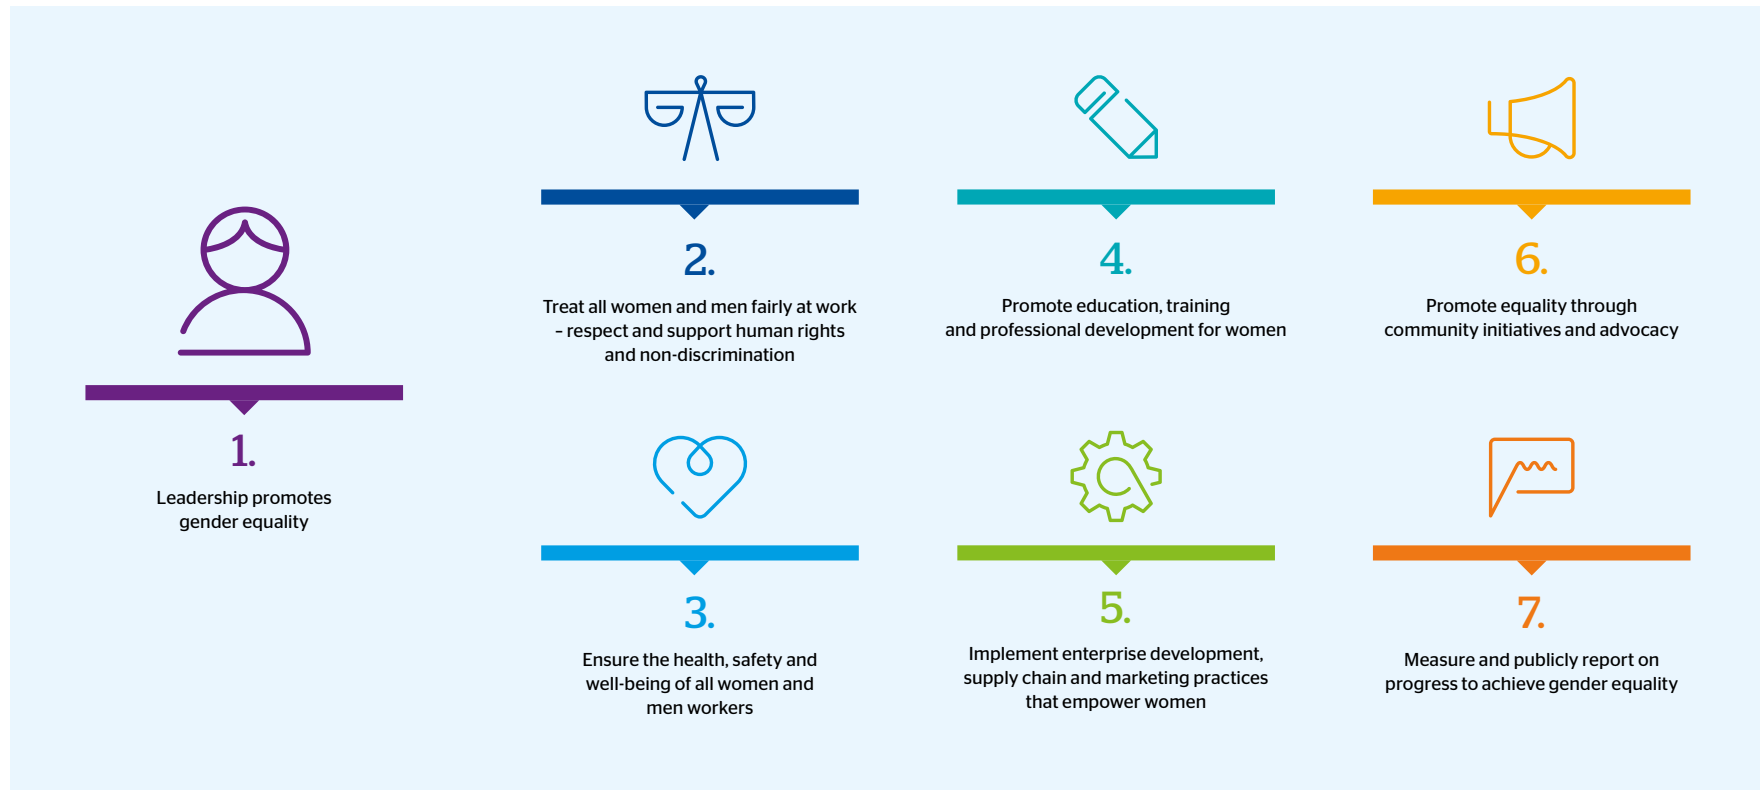 1.
Leadership promotes
gender equality
2.
Treat all women and men fairly at work
– respect and support human rights
and non-discrimination
3.
Ensure the health, safety and
well-being of all women and
men workers
4.
Promote education, training
and professional development for women
5.
Implement enterprise development,
supply chain and marketing practices
that empower women
6.
Promote equality through
community initiatives and advocacy
7.
Measure and publicly report on
progress to achieve gender equality